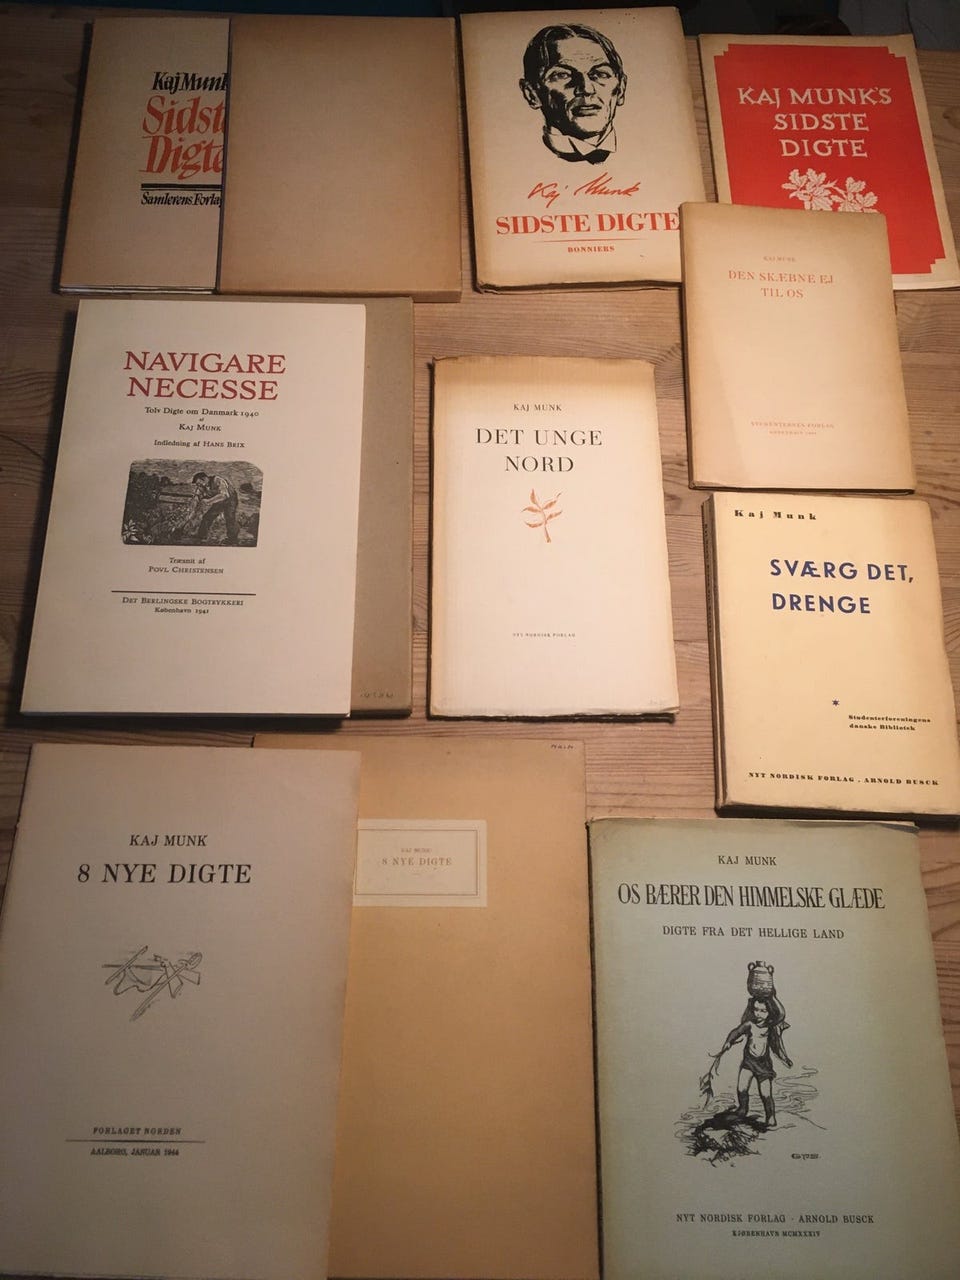 Kaj Munk
Sidste
Digte
Samlerens Forla
Kaj Munk
SIDSTE DIGTE
BONNIERS
KAJ MUNK'S
SIDSTE
DIGTE
KAJ MUNK
DEN SKÆBNE EJ
TIL OS
STUDENTERNES FORLAG
NAVIGARE
NECESSE
Tolv Digte om Danmark 1940
af
KAJ MUNK
Indledning af HANS BRIX
Træsnit af
POVL CHRISTENSEN
DET BERLINGSKE BOGTRYKKERI
København 1941
KAJ MUNK
DET UNGE
NORD
NYT NORDISK FORLAG
Kaj Munk
SVÆRG DET,
DRENGE
Studenterforeningens
danske Bibliotek
NYT NORDISK FORLAG . ARNOLD BUSCK
KAJ MUNK
8 NYE DIGTE
FORLAGET NORDEN
AALBORG, JANUAR 1944
KAJ MUNK
8 NYE DIGTE
KAJ MUNK
OS BÆRER DEN HIMMELSKE GLÆDE
DIGTE FRA DET HELLIGE LAND
NYT NORDISK FORLAG · ARNOLD BUSCK
KJØBENHAVN MCMXXXIV